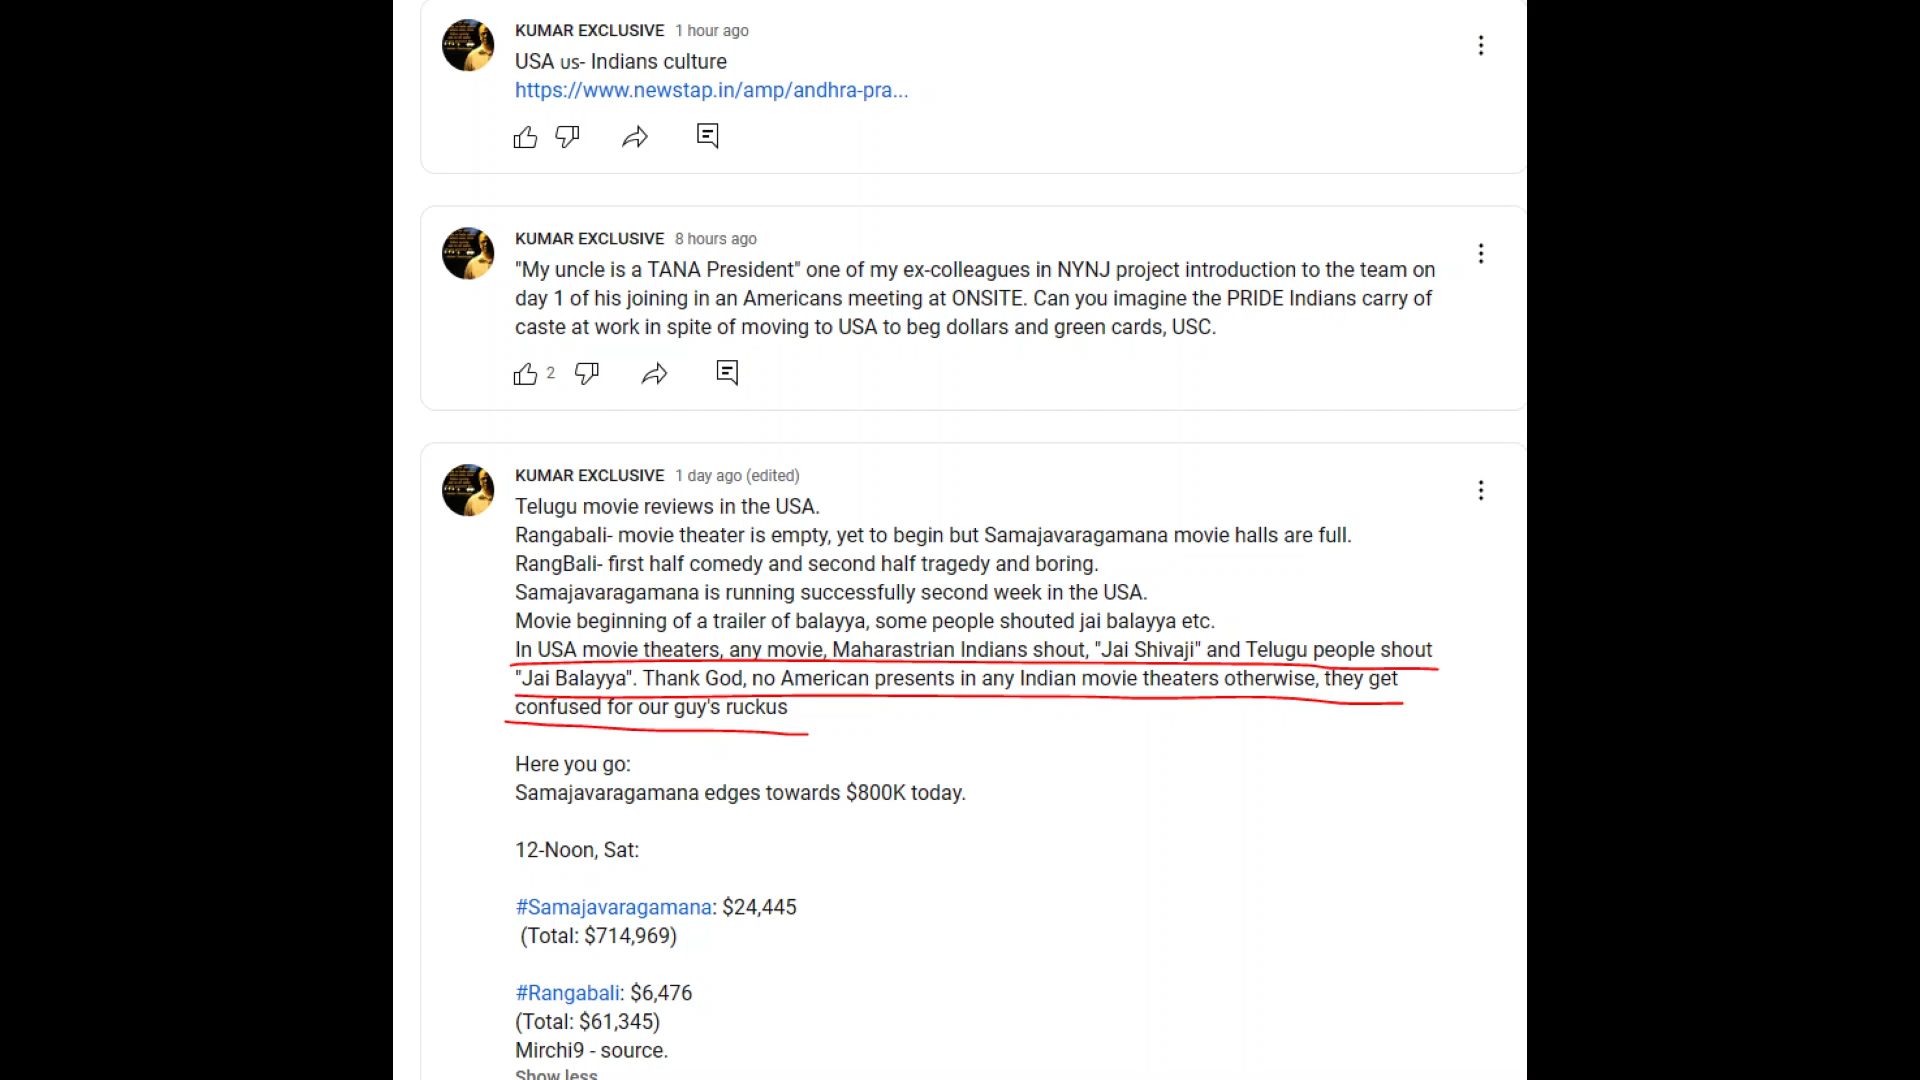 KUMAR EXCLUSIVE 1 hour ago
USA us- Indians culture
https://www.newstap.in/amp/andhra-pra...
KUMAR EXCLUSIVE 8 hours ago
"My uncle is a TANA President" one of my ex-colleagues in NYNJ project introduction to the team on
day 1 of his joining in an Americans meeting at ONSITE. Can you imagine the PRIDE Indians carry of
caste at work in spite of moving to USA to beg dollars and green cards, USC.
2
KUMAR EXCLUSIVE 1 day ago (edited)
Telugu movie reviews in the USA.
Rangabali- movie theater is empty, yet to begin but Samajavaragamana movie halls are full.
RangBali- first half comedy and second half tragedy and boring.
Samajavaragamana is running successfully second week in the USA.
Movie beginning of a trailer of balayya, some people shouted jai balayya etc.
In USA movie theaters, any movie, Maharastrian Indians shout, "Jai Shivaji" and Telugu people shout
"Jai Balayya". Thank God, no American presents in any Indian movie theaters otherwise, they get
confused for our guy's ruckus
Here you go:
Samajavaragamana edges towards $800K today.
12-Noon, Sat:
#Samajavaragamana: $24,445
(Total: $714,969)
#Rangabali: $6,476
(Total: $61,345)
Mirchi9 - source.
Show less